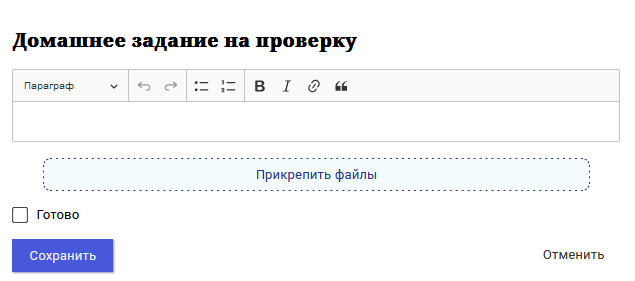 Домашнее задание на проверку
Параграф B I
Прикрепить файлы
Готово
Сохранить Отменить